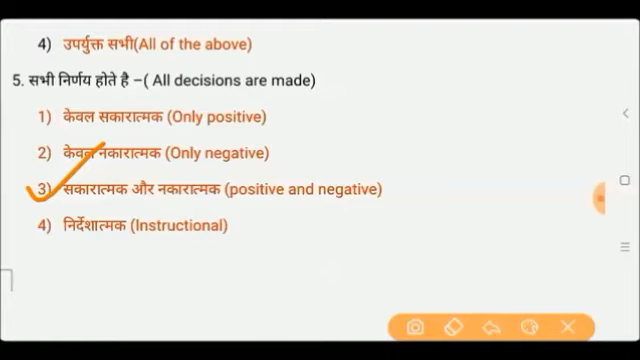 4) उपर्युक्त सभी(All of the above)
5. सभी निर्णय होते है –( All decisions are made)
1) केवल सकारात्मक (Only positive)
2) केवल नकारात्मक (Only negative)
3) सकारात्मक और नकारात्मक (positive and negative)
4) निर्देशात्मक (Instructional)